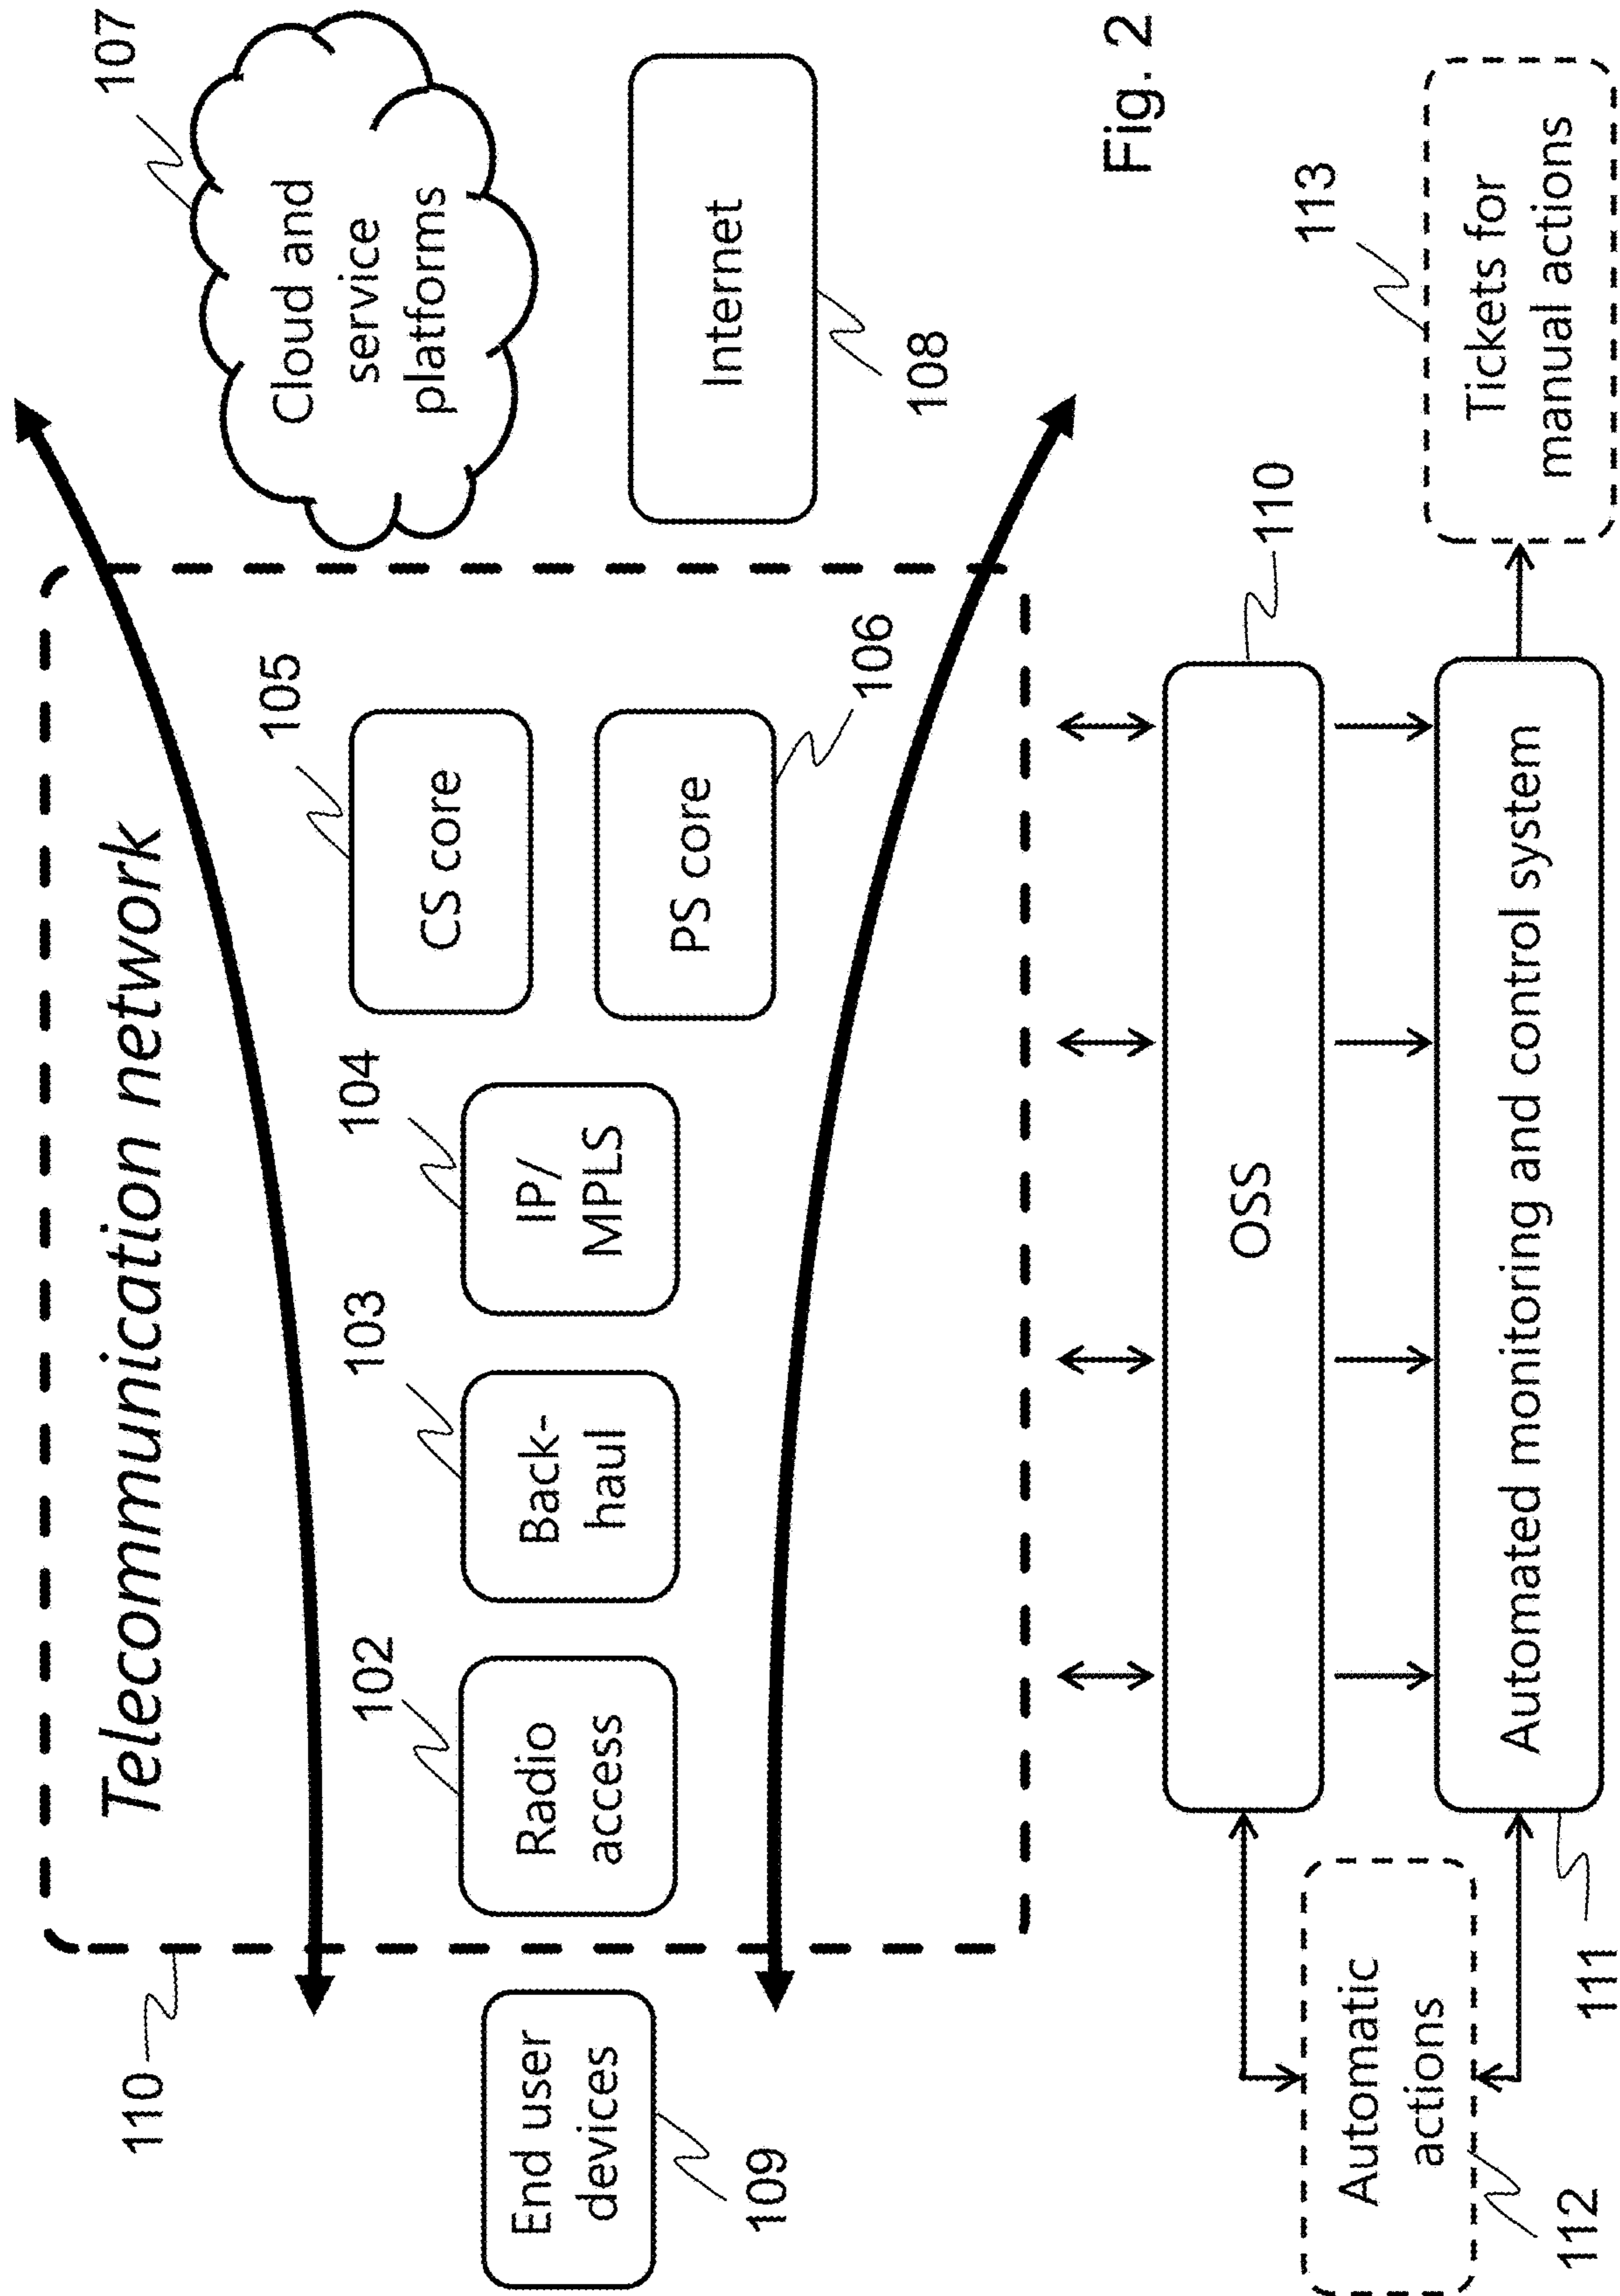 110
Telecommunication network
107
105
Cloud and
service
platforms
102
103
104
CS core
End user
devices
Radio
access
Back-
haul
IP/
MPLS
PS core
Internet
109
106
108
Fig. 2
OSS
110
113
Automatic
actions
Automated monitoring and control system
Tickets for
manual actions
112
111